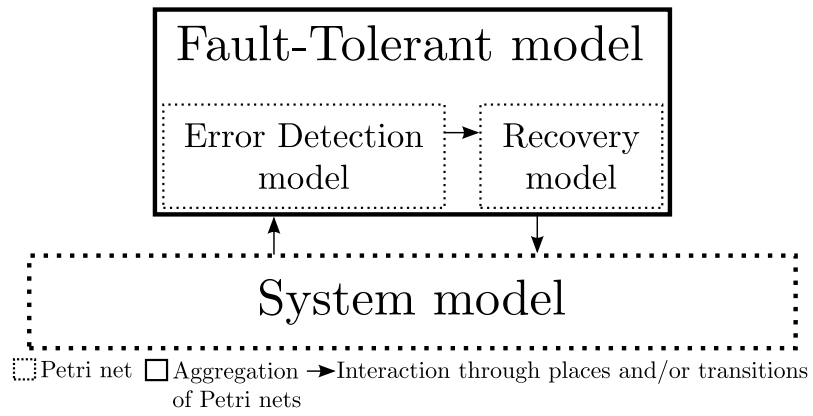 Fault-Tolerant model
Error Detection
model
Recovery
model
System model
Petri net
Aggregation
of Petri nets
Interaction through places and/or transitions